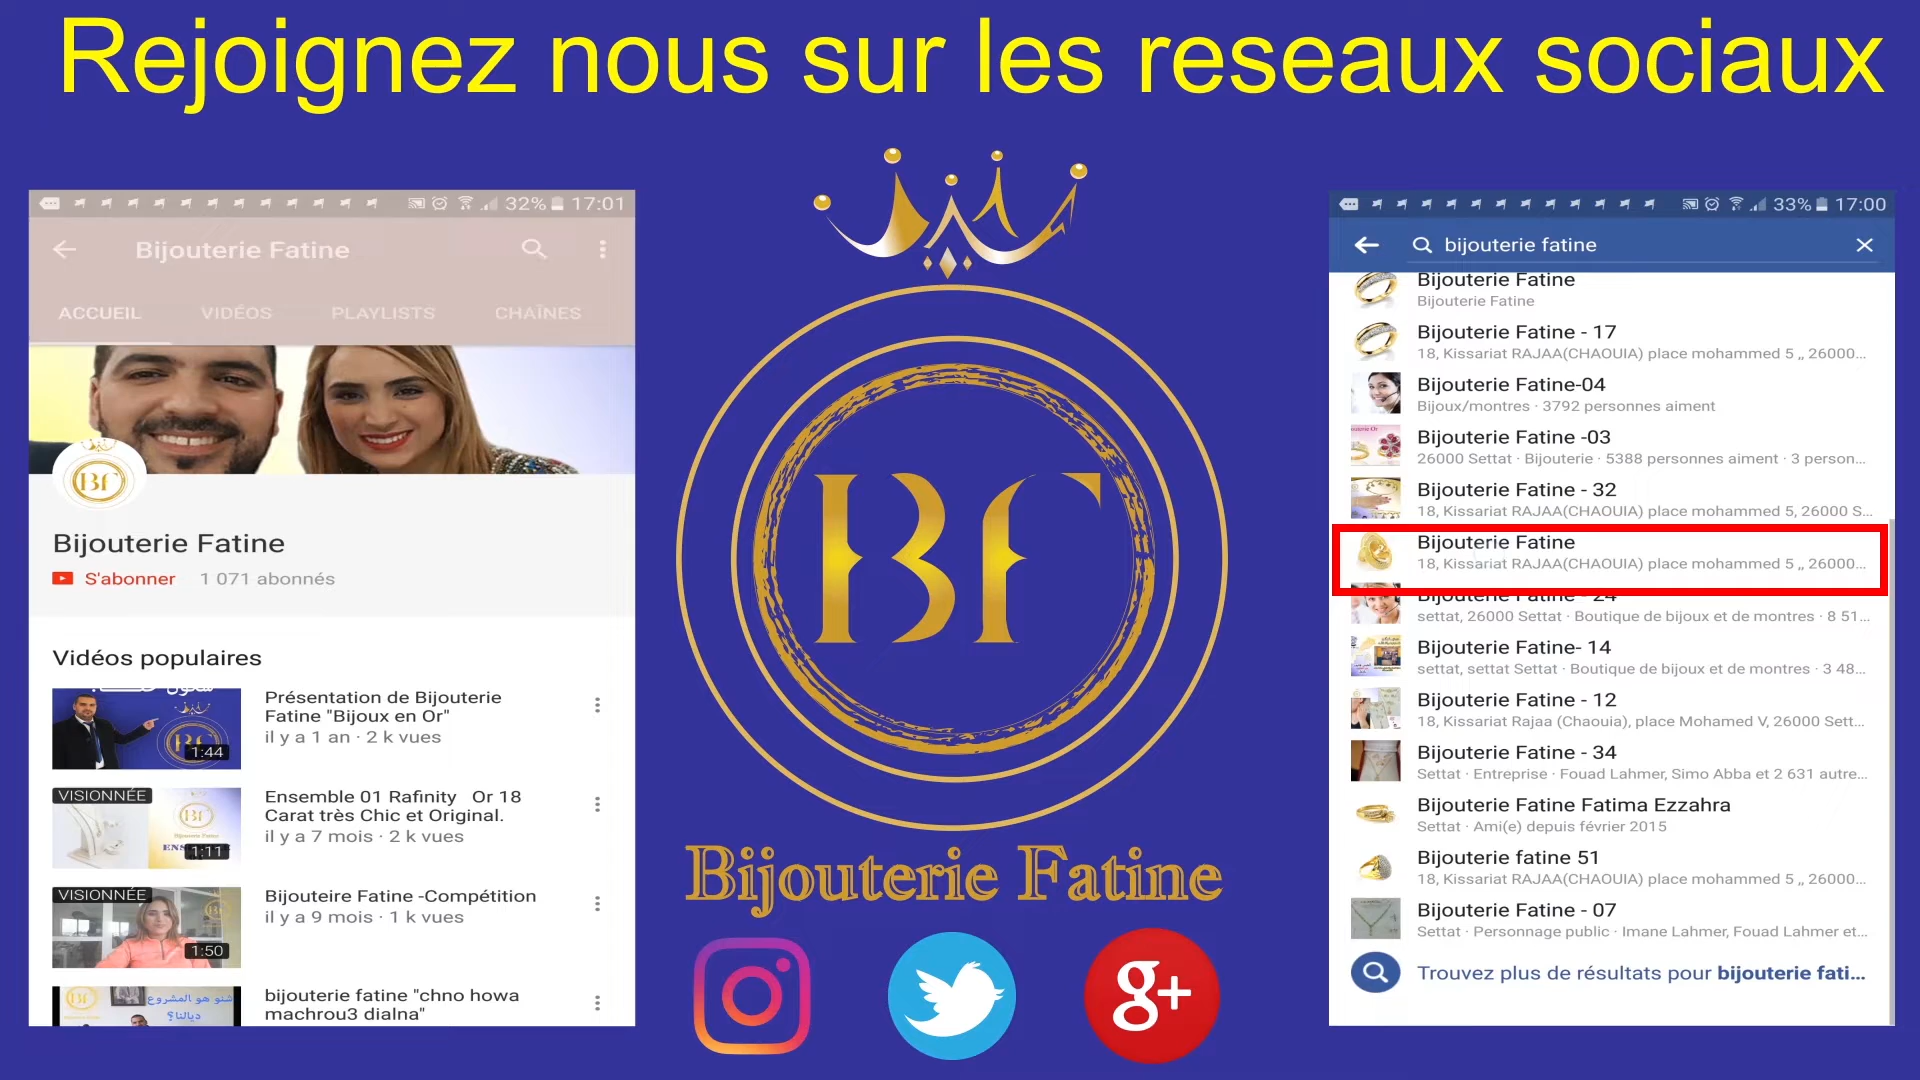 Rejoignez nous sur les reseaux sociaux
32% 17:01
Bijouterie Fatine
ACCUEIL VIDÉOS PLAYLISTS CHAÎNES
BF
Bijouterie Fatine
S'abonner 1 071 abonnés
Vidéos populaires
1:44
Présentation de Bijouterie
Fatine "Bijoux en Or"
il y a 1 an · 2 k vues
VISIONNÉE
1:11
Ensemble 01 Rafinity Or 18
Carat très Chic et Original.
il y a 7 mois · 2 k vues
VISIONNÉE
1:50
Bijouteire Fatine -Compétition
il y a 9 mois · 1 k vues
شنو هو المشروع
ديالنا؟
bijouterie fatine "chno howa
machrou3 dialna"
BF
Bijouterie Fatine
g+
33% 17:00
bijouterie fatine
Bijouterie Fatine
Bijouterie Fatine
Bijouterie Fatine - 17
18, Kissariat RAJAA(CHAOUIA) place mohammed 5 ,, 26000...
Bijouterie Fatine-04
Bijoux/montres · 3792 personnes aiment
Bijouterie Fatine -03
26000 Settat · Bijouterie · 5388 personnes aiment · 3 person...
Bijouterie Fatine - 32
18, Kissariat RAJAA(CHAOUIA) place mohammed 5, 26000 S...
Bijouterie Fatine
18, Kissariat RAJAA(CHAOUIA) place mohammed 5 ,, 26000...
Bijouterie Fatine - 24
settat, 26000 Settat · Boutique de bijoux et de montres · 8 51...
Bijouterie Fatine- 14
settat, settat Settat · Boutique de bijoux et de montres · 3 48...
Bijouterie Fatine - 12
18, Kissariat Rajaa (Chaouia), place Mohamed V, 26000 Sett...
Bijouterie Fatine - 34
Settat · Entreprise · Fouad Lahmer, Simo Abba et 2 631 autre...
Bijouterie Fatine Fatima Ezzahra
Settat · Ami(e) depuis février 2015
Bijouterie fatine 51
18, Kissariat RAJAA(CHAOUIA) place mohammed 5 ,, 26000...
Bijouterie Fatine - 07
Settat · Personnage public · Imane Lahmer, Fouad Lahmer et...
Trouvez plus de résultats pour bijouterie fati...